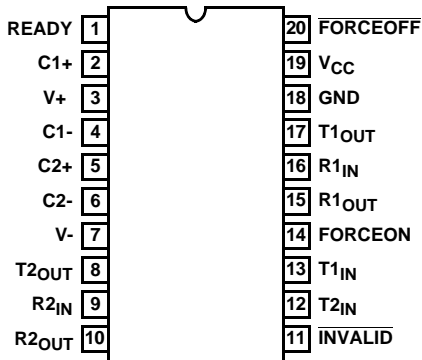 READY 1 20 FORCEOFF
C1+ 2 19 VCC
V+ 3 18 GND
C1- 4 17 T1OUT
C2+ 5 16 R1IN
C2- 6 15 R1OUT
V- 7 14 FORCEON
T2OUT 8 13 T1IN
R2IN 9 12 T2IN
R2OUT 10 11 INVALID